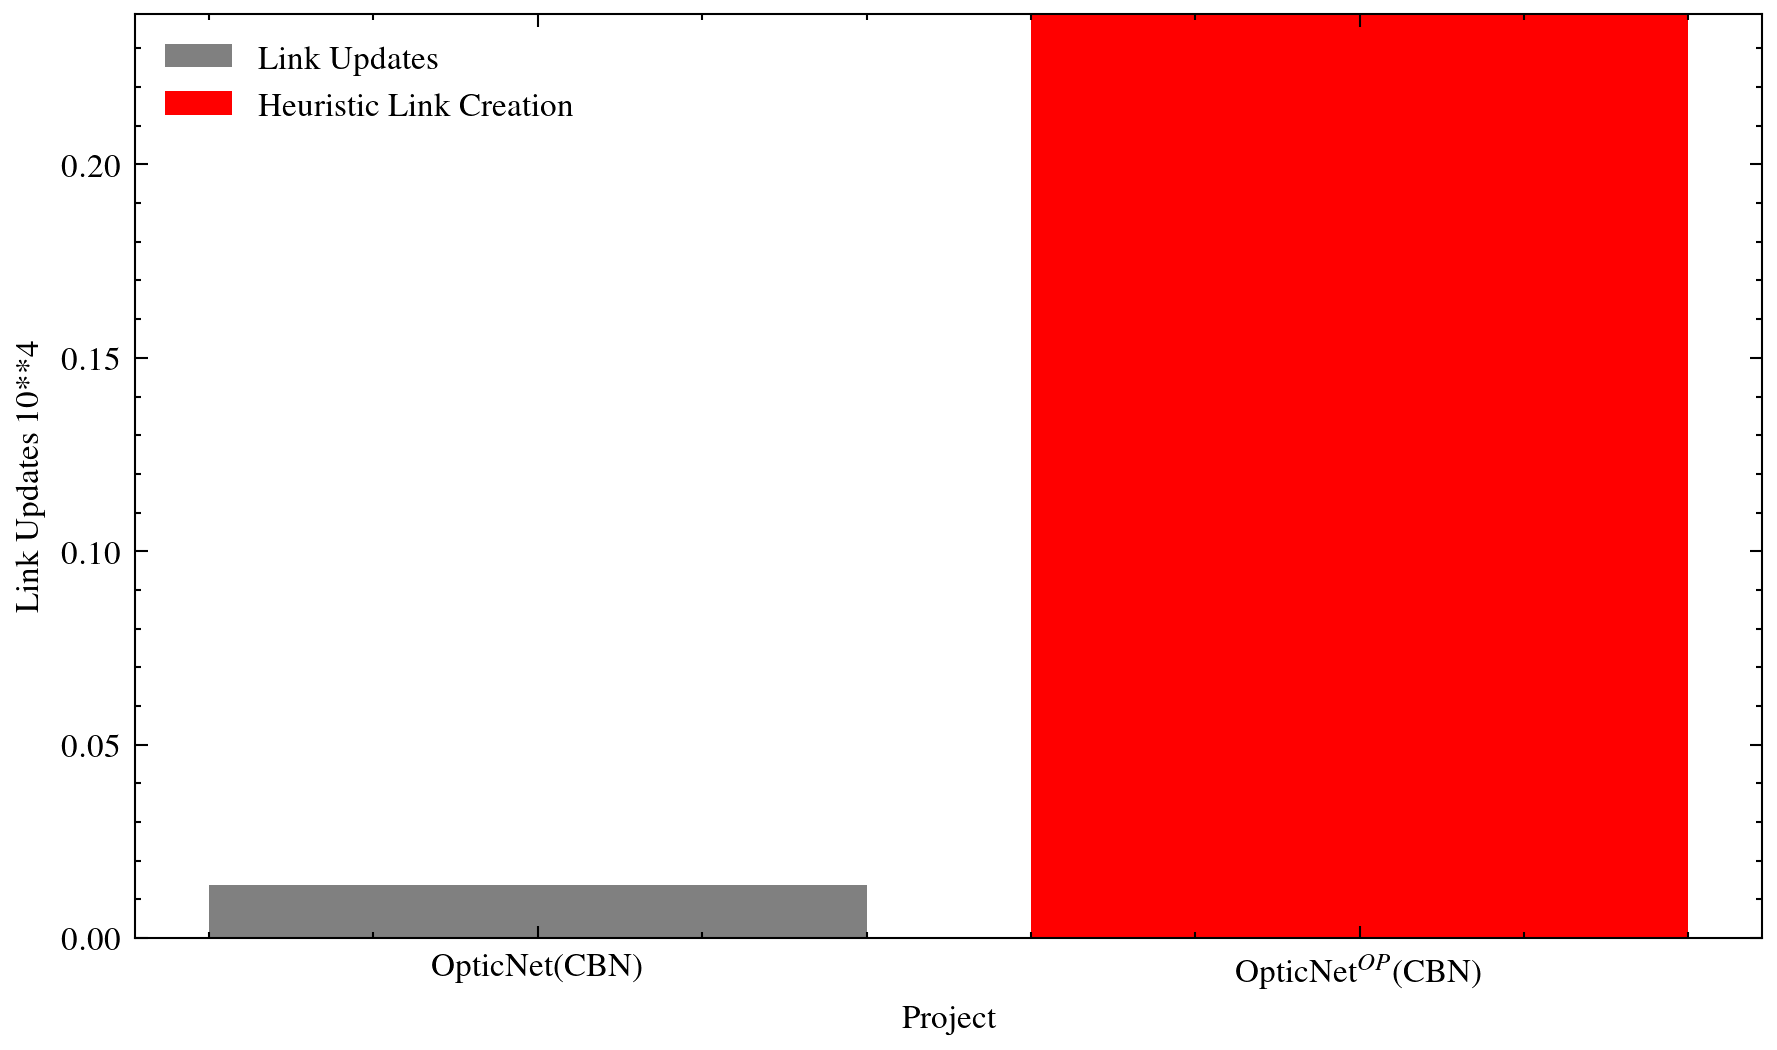 Link Updates
Heuristic Link Creation
0.20
0.15
0.10
0.05
0.00
Link Updates 10**4
OpticNet(CBN)
OpticNet^{OP}(CBN)
Project